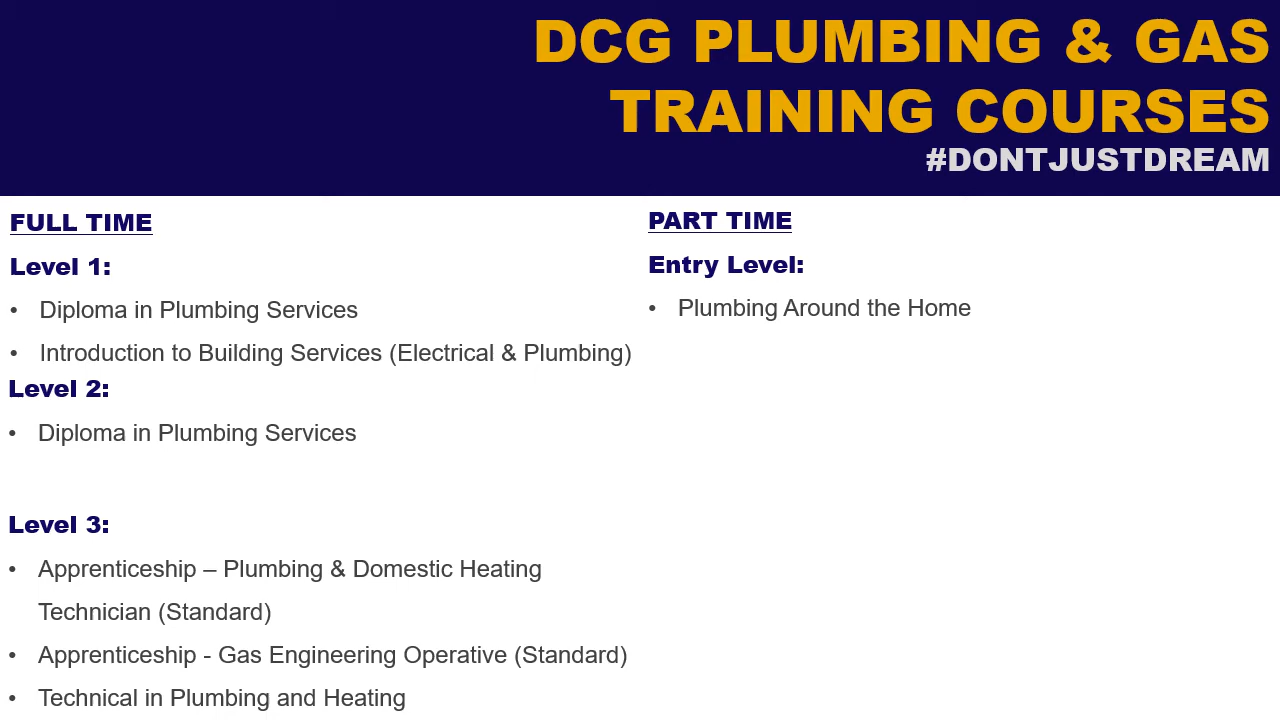 DCG PLUMBING & GAS
TRAINING COURSES
#DONTJUSTDREAM
FULL TIME
Level 1:
• Diploma in Plumbing Services
• Introduction to Building Services (Electrical & Plumbing)
Level 2:
• Diploma in Plumbing Services
Level 3:
• Apprenticeship – Plumbing & Domestic Heating
Technician (Standard)
• Apprenticeship - Gas Engineering Operative (Standard)
• Technical in Plumbing and Heating
PART TIME
Entry Level:
• Plumbing Around the Home